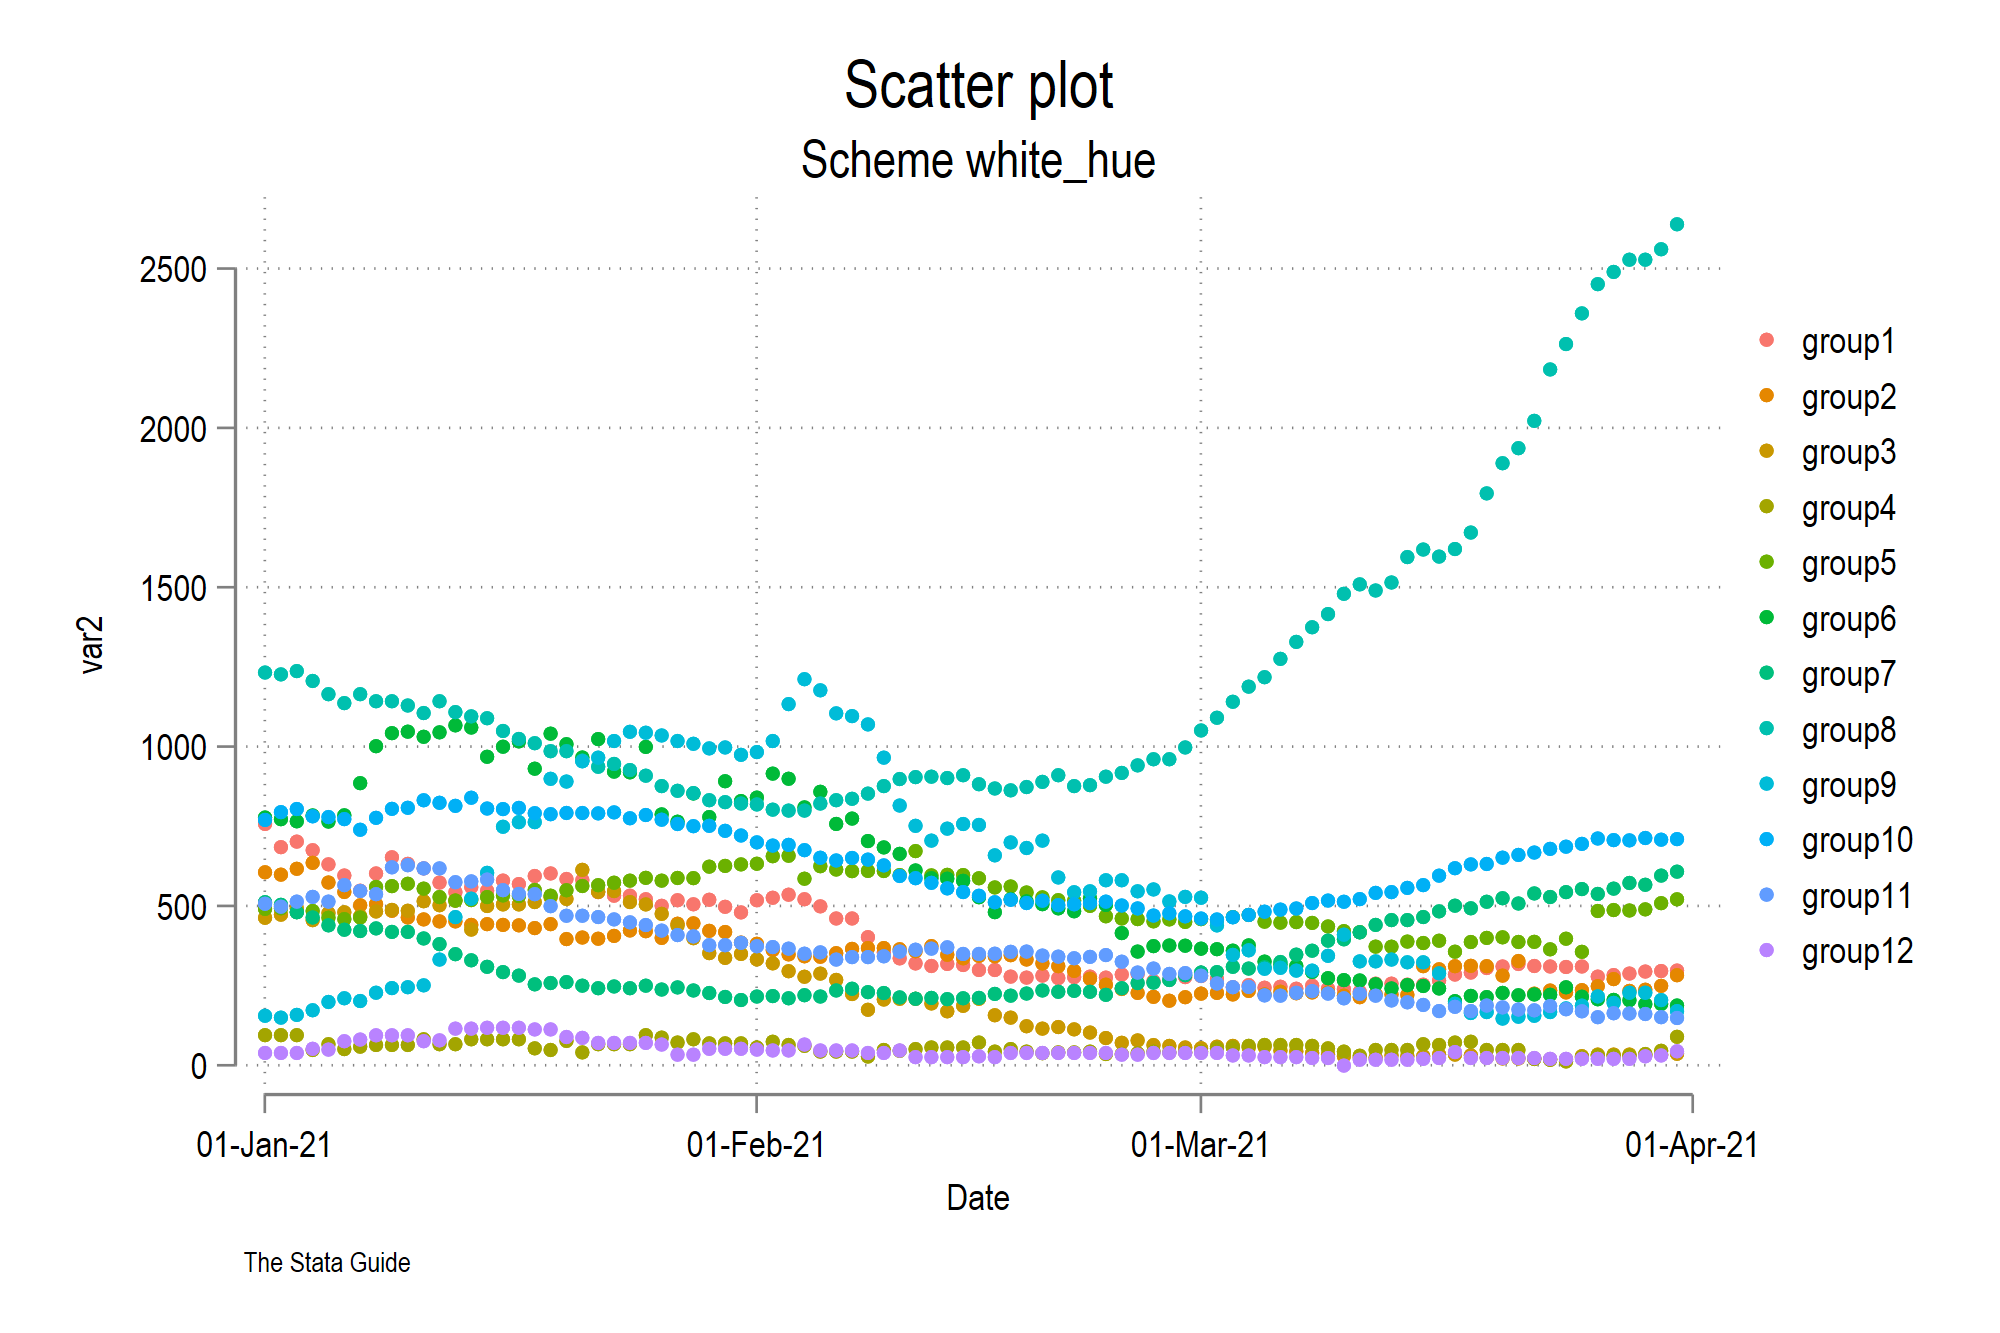 Scatter plot
Scheme white_hue
2500
2000
1500
1000
500
0
var2
01-Jan-21
01-Feb-21
01-Mar-21
01-Apr-21
Date
group1
group2
group3
group4
group5
group6
group7
group8
group9
group10
group11
group12
The Stata Guide